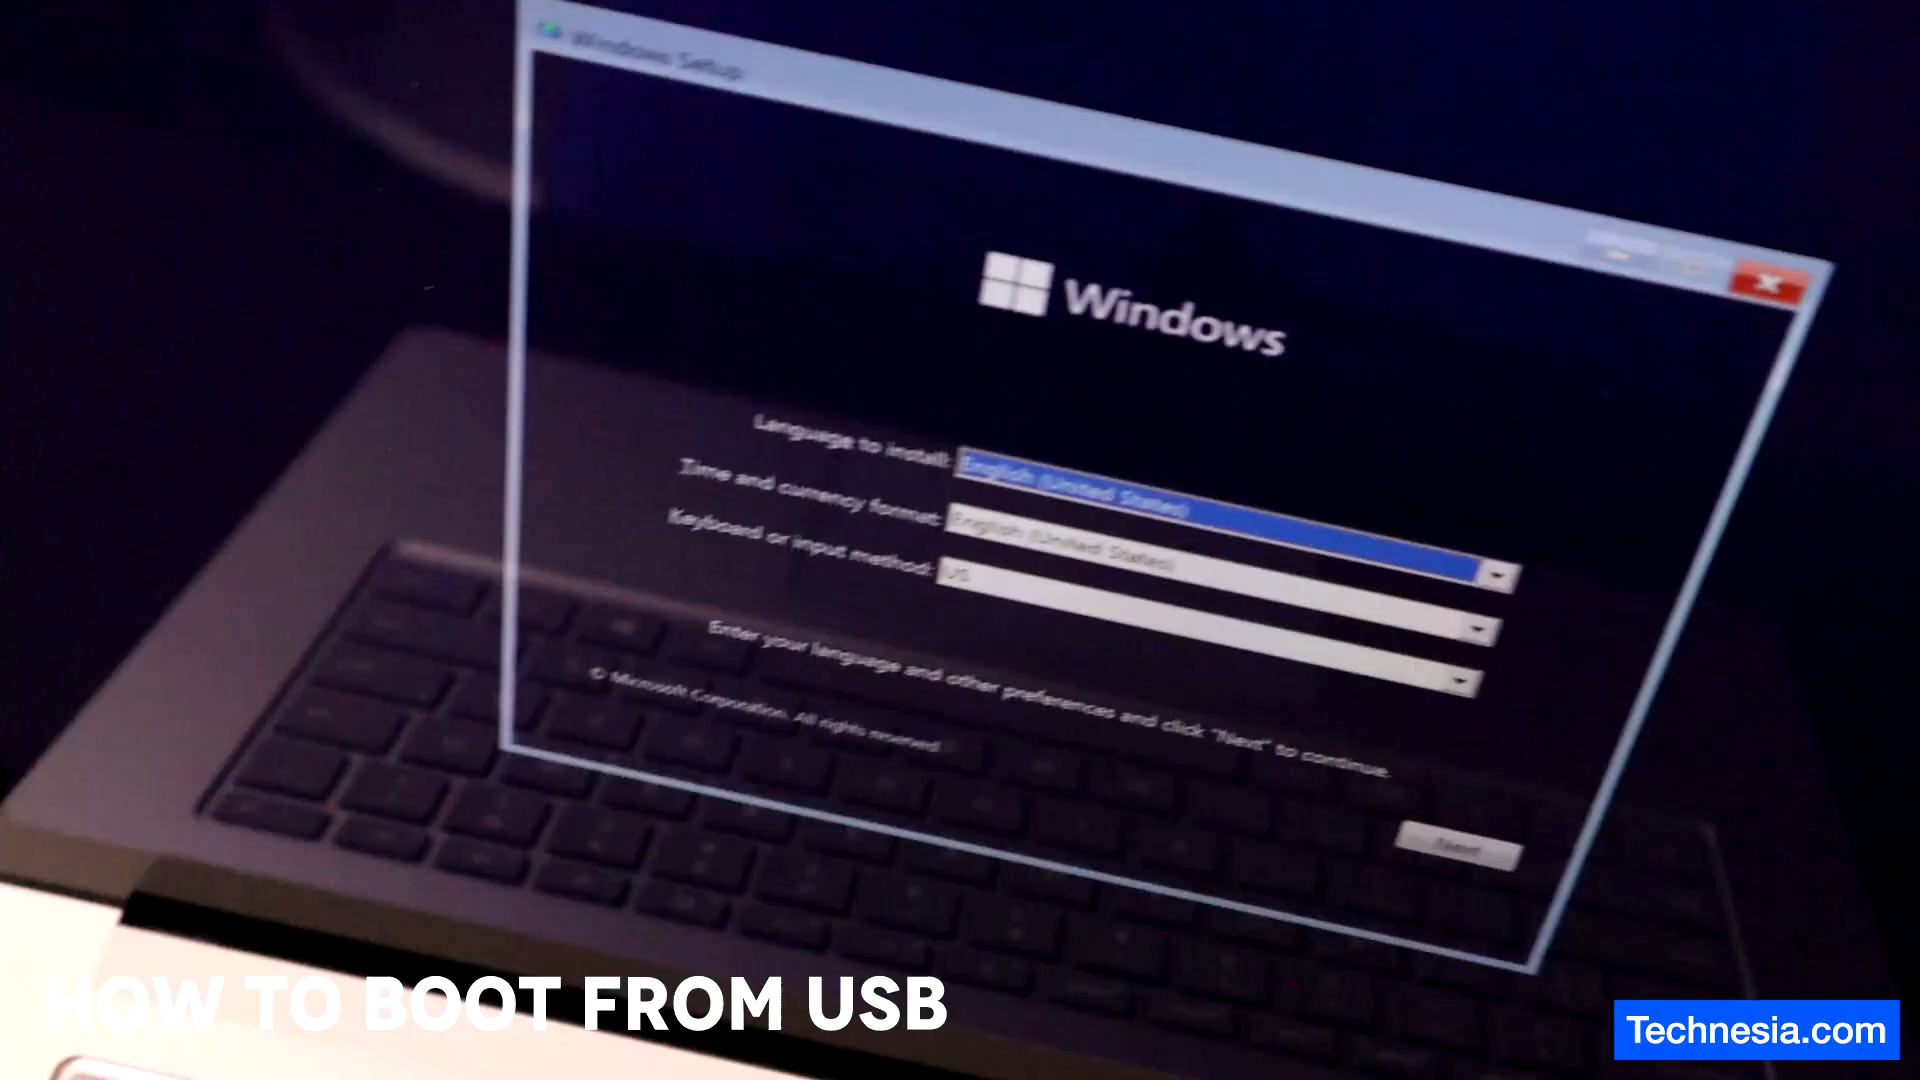 Windows Setup
Windows
Language to install: English (United States)
Time and currency format: English (United States)
Keyboard or input method: US
Enter your language and other preferences and click "Next" to continue.
© Microsoft Corporation. All rights reserved.
Next
HOW TO BOOT FROM USB
Technesia.com